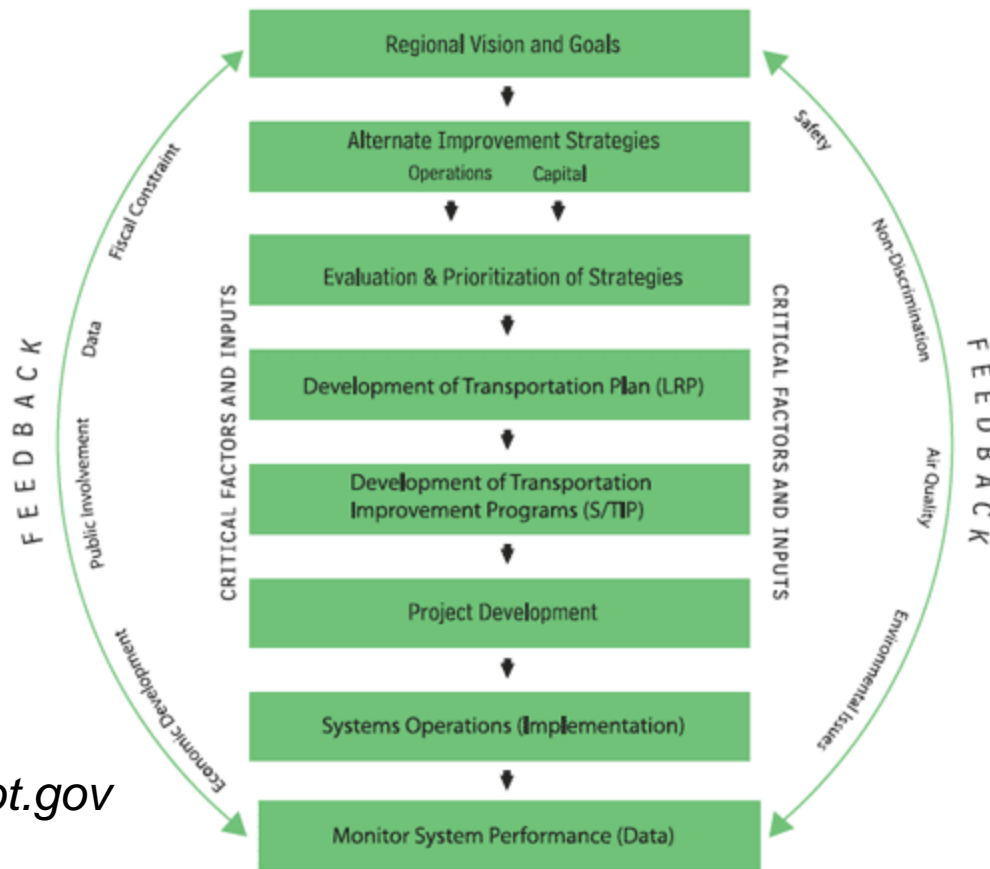 Regional Vision and Goals
Alternate Improvement Strategies
Operations Capital
Evaluation & Prioritization of Strategies
Development of Transportation Plan (LRP)
Development of Transportation
Improvement Programs (S/TIP)
Project Development
Systems Operations (Implementation)
Monitor System Performance (Data)
FEEDBACK
Fiscal Constraint
Data
Public Involvement
Economic Development
CRITICAL FACTORS AND INPUTS
CRITICAL FACTORS AND INPUTS
Safety
Non-Discrimination
Air Quality
Environmental Issues
FEEDBACK
ot.gov